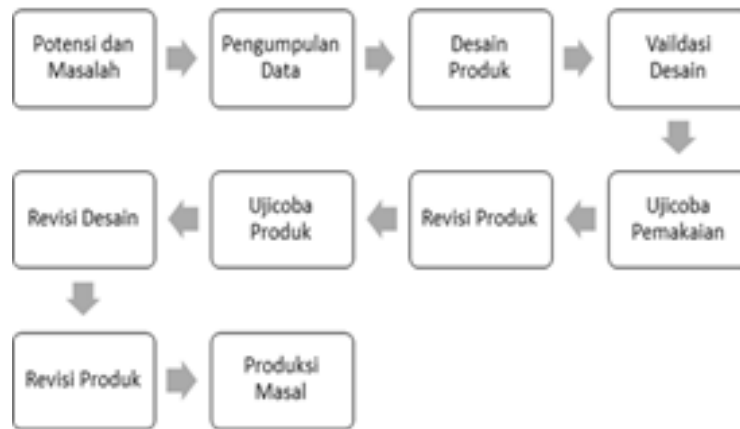 Potensi dan
Masalah
Pengumpulan
Data
Desain
Produk
Vaildasi
Desain
Ujicoba
Pemakaian
Revisi Produk
Ujicoba
Produk
Revisi Desain
Revisi Produk
Produksi
Masal